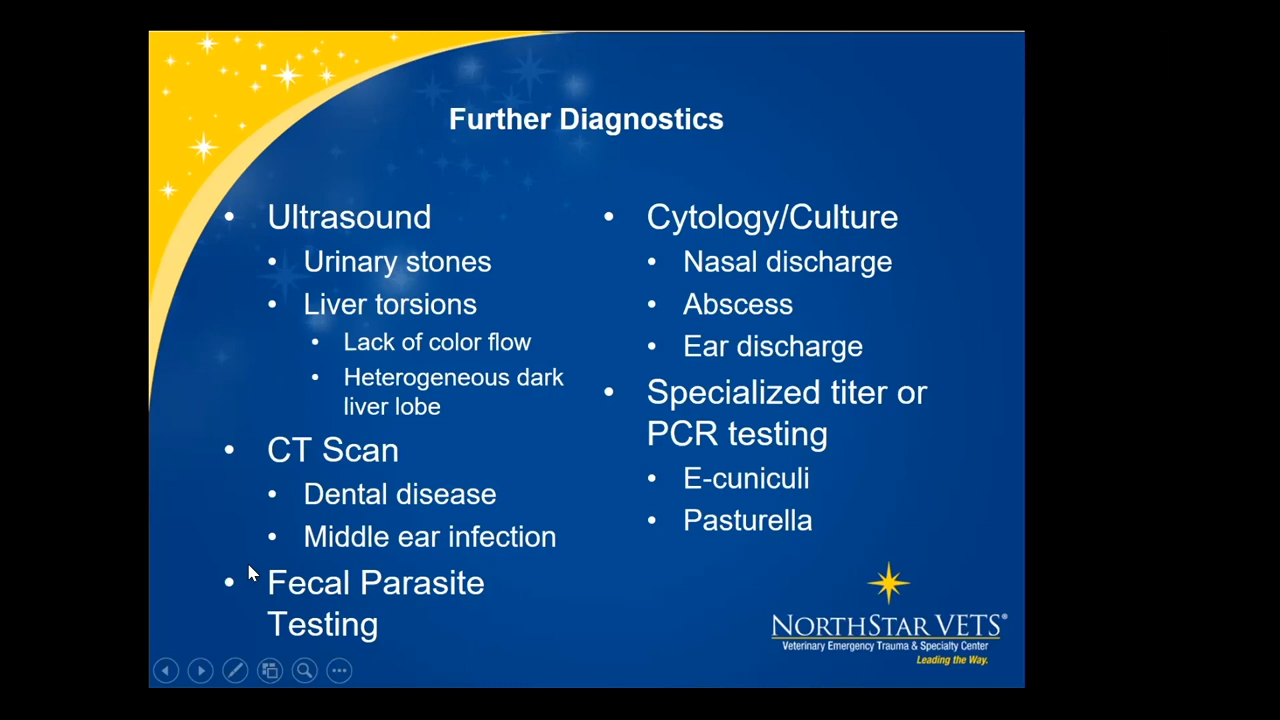 Further Diagnostics
• Ultrasound
• Urinary stones
• Liver torsions
• Lack of color flow
• Heterogeneous dark
liver lobe
• CT Scan
• Dental disease
• Middle ear infection
• Fecal Parasite
Testing
• Cytology/Culture
• Nasal discharge
• Abscess
• Ear discharge
• Specialized titer or
PCR testing
• E-cuniculi
• Pasturella
NORTHSTAR VETS®
Veterinary Emergency Trauma & Specialty Center
Leading the Way.